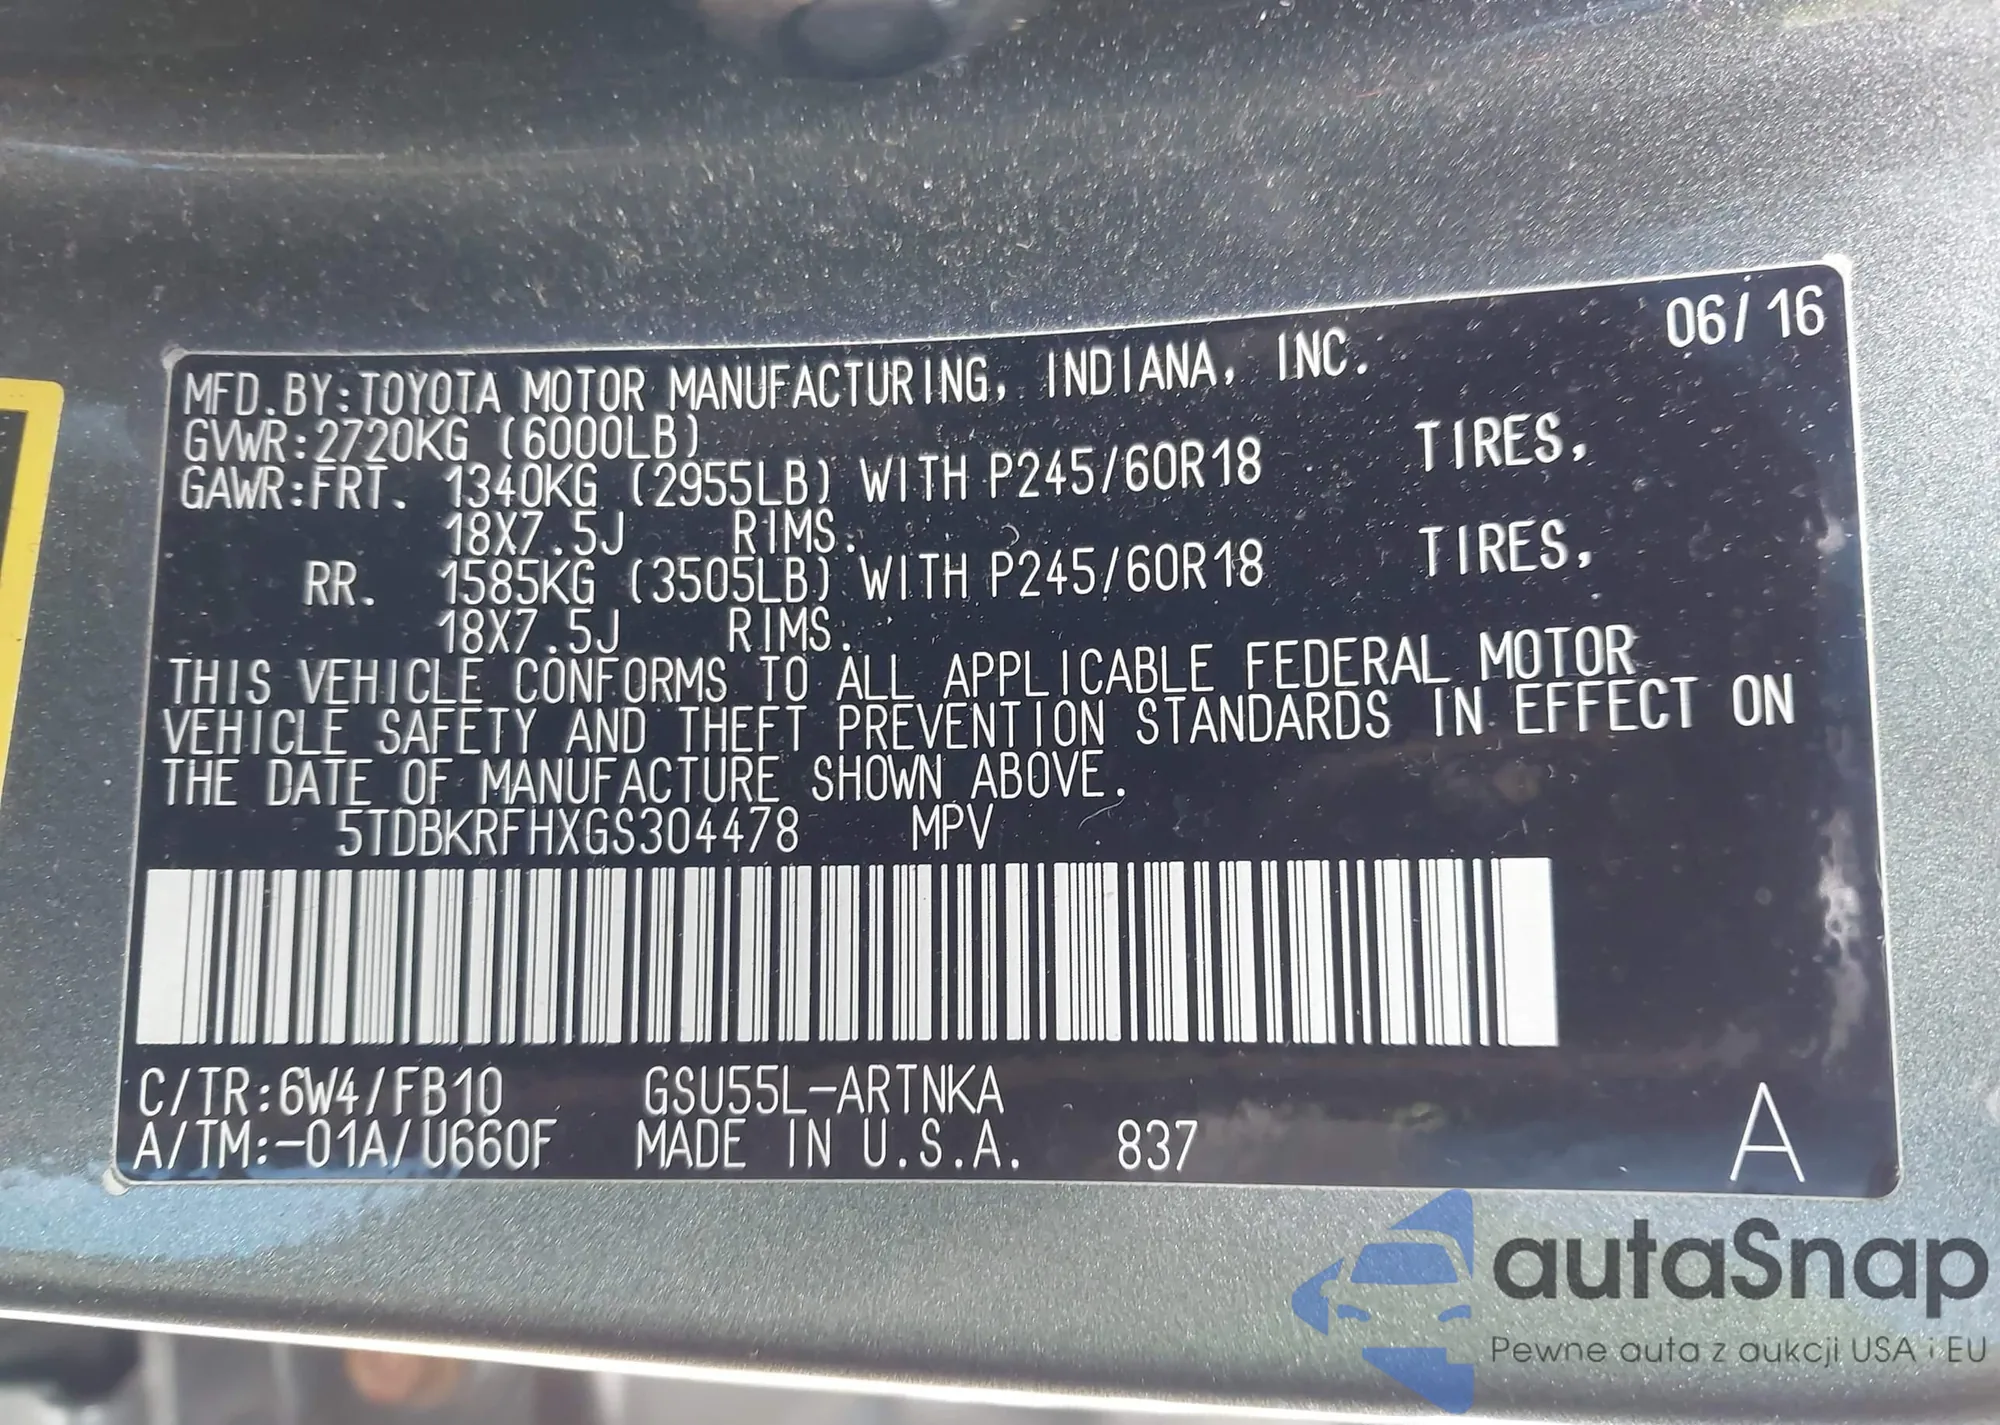 06/16
MFD.BY:TOYOTA MOTOR MANUFACTURING, INDIANA, INC.
GVWR:2720KG (6000LB)
GAWR:FRT. 1340KG (2955LB) WITH P245/60R18 TIRES,
18X7.5J RIMS.
RR. 1585KG (3505LB) WITH P245/60R18 TIRES,
18X7.5J RIMS.
THIS VEHICLE CONFORMS TO ALL APPLICABLE FEDERAL MOTOR
VEHICLE SAFETY AND THEFT PREVENTION STANDARDS IN EFFECT ON
THE DATE OF MANUFACTURE SHOWN ABOVE.
5TDBKRFHXGS304478 MPV
C/TR:6W4/FB10 GSU55L-ARTNKA
A/TM:-01A/U660F MADE IN U.S.A. 837 A
autaSnap
Pewne auta z aukcji USA i EU